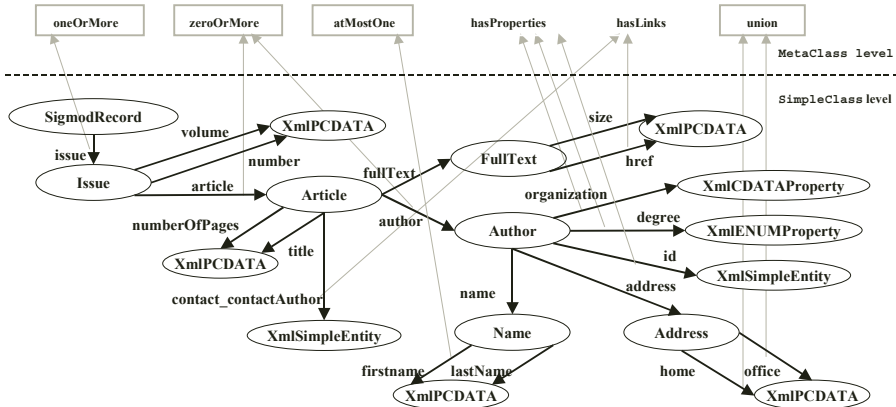 oneOrMore zeroOrMore atMostOne hasProperties hasLinks union
MetaClass level
SimpleClass level
SigmodRecord
issue
volume
XmlPCDATA
number
Issue
article
size
XmlPCDATA
FullText
href
fullText
Article
author
organization
XmlCDATAProperty
numberOfPages
title
Author
degree
XmlENUMProperty
XmlPCDATA
id
XmlSimpleEntity
contact_contactAuthor
name
address
XmlSimpleEntity
Name
Address
firstname
lastName
home
office
XmlPCDATA
XmlPCDATA